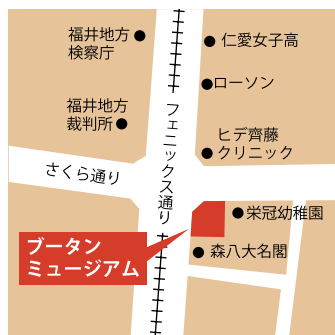 福井地方
検察庁
仁愛女子高
ローソン
福井地方
裁判所
フェニックス通り
ヒデ齊藤
クリニック
さくら通り
栄冠幼稚園
ブータン
ミュージアム
森八大名閣